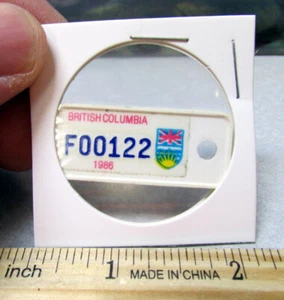 BRITISH COLUMBIA
F00122
1986
inch 1 MADE IN CHINA 2